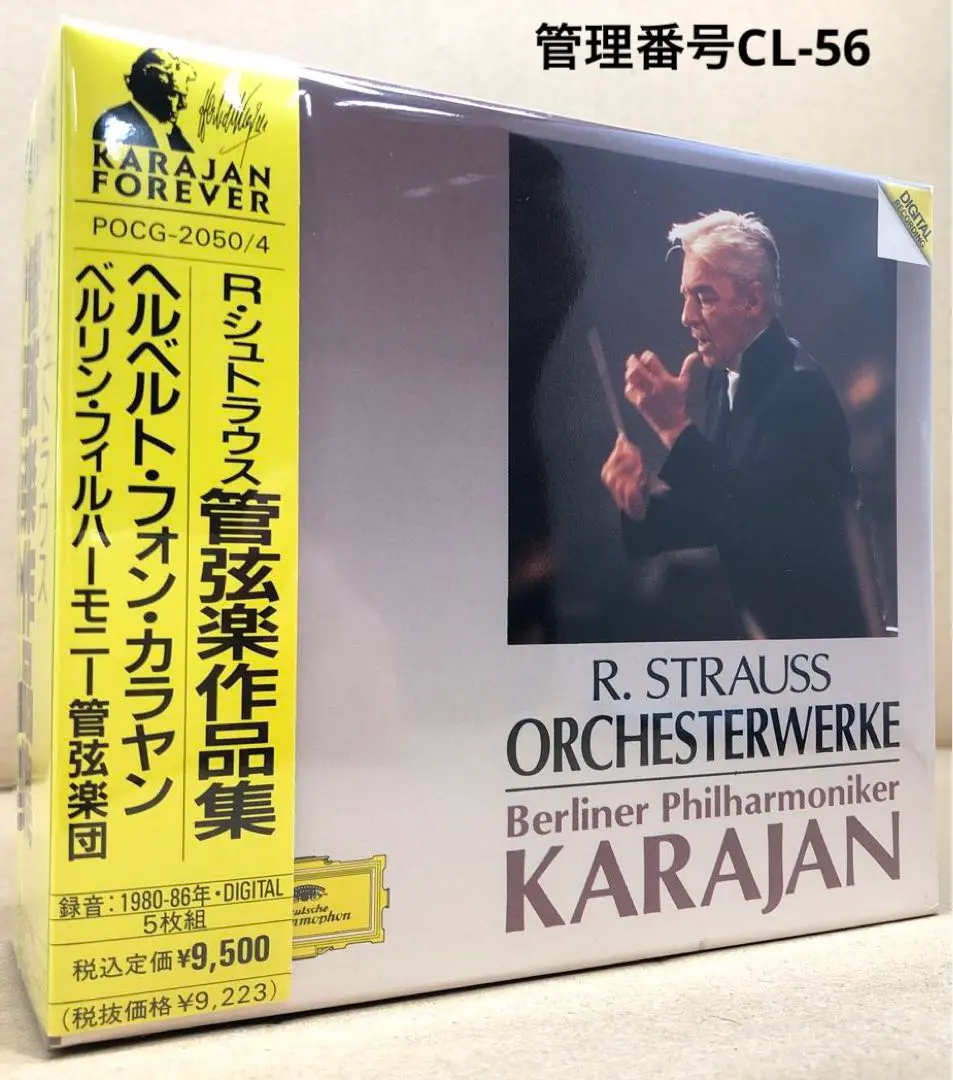 管理番号CL-56
KARAJAN
FOREVER
POCG-2050/4
R・シュトラウス 管弦楽作品集
ヘルベルト・フォン・カラヤン
ベルリン・フィルハーモニー管弦楽団
録音:1980-86年・DIGITAL
5枚組
税込定価¥9,500
(税抜価格¥9,223)
DIGITAL
RECORDING
R. STRAUSS
ORCHESTERWERKE
Berliner Philharmoniker
KARAJAN